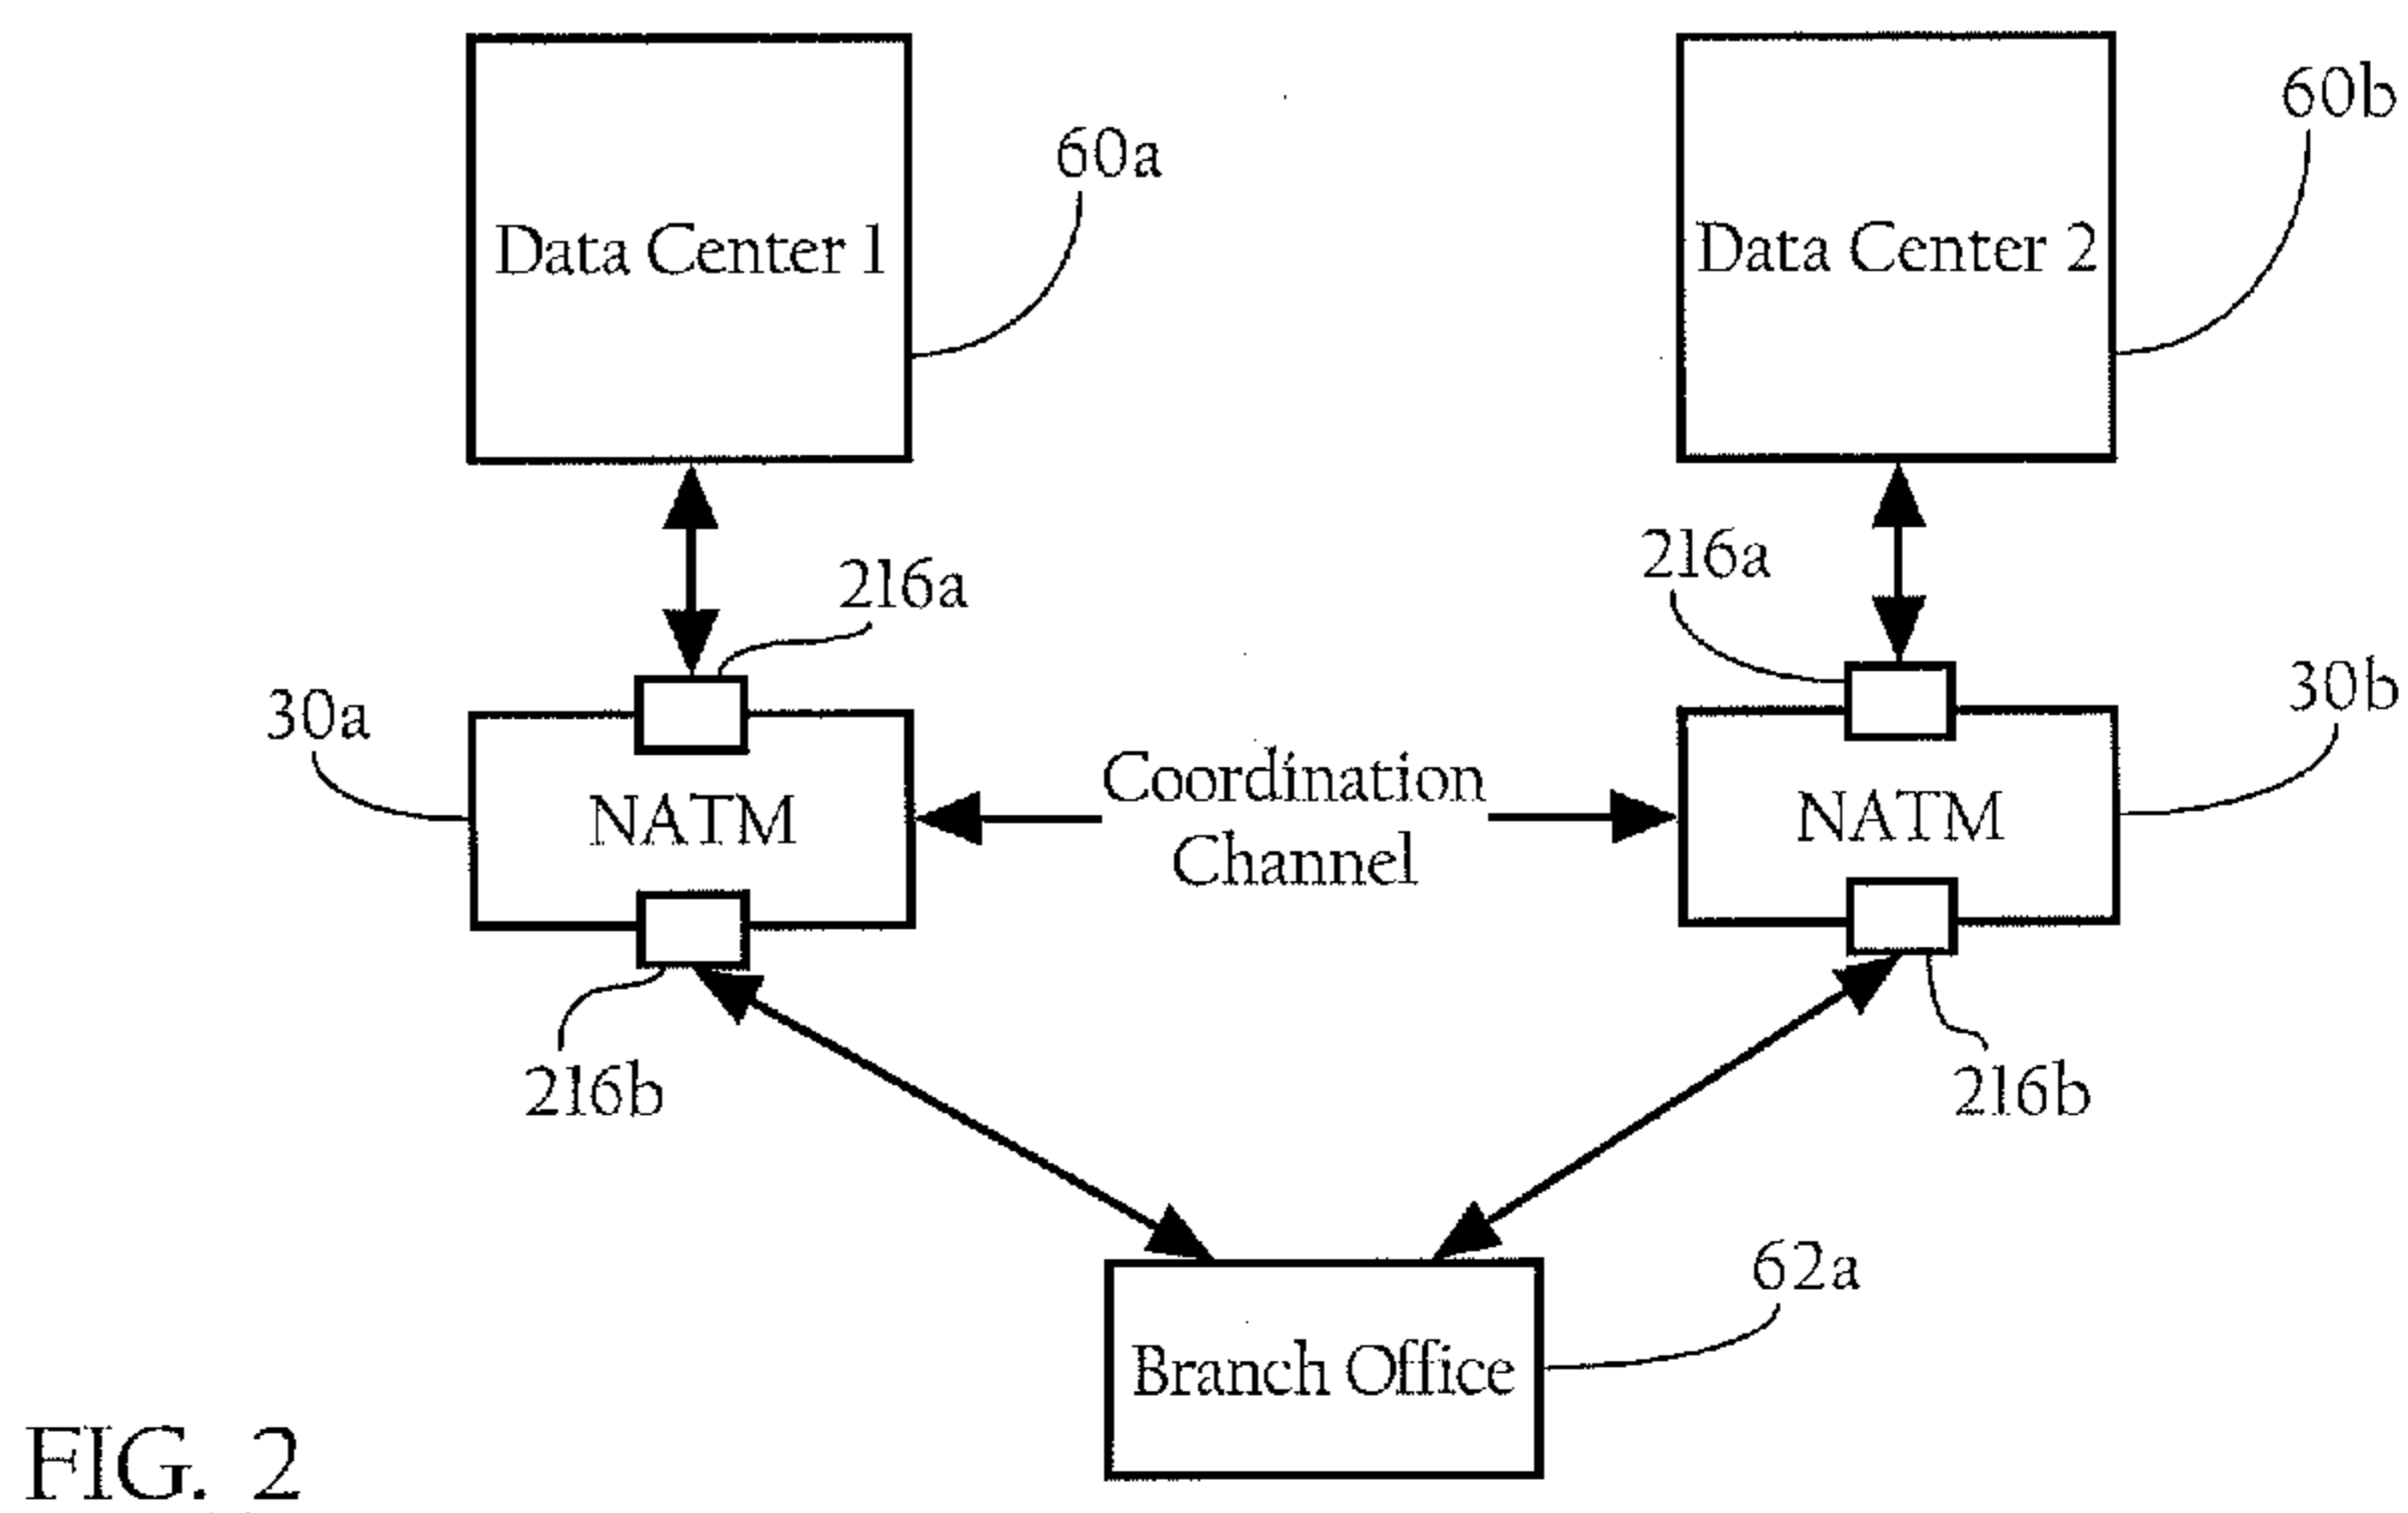 60b
60a
Data Center 1
Data Center 2
216a
216a
30a
30b
Coordination
Channel
NATM
NATM
216b
216b
62a
Branch Office
FIG. 2